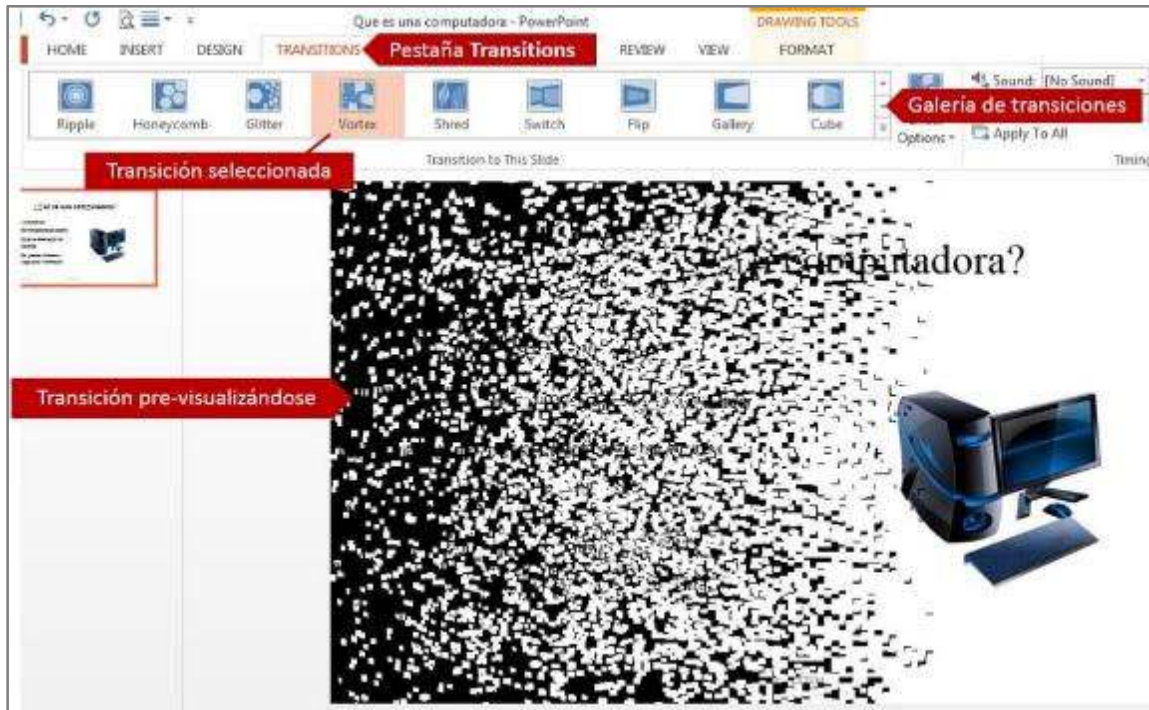 Que es una computadora - PowerPoint
DRAWING TOOLS
HOME INSERT DESIGN TRANSITIONS Pestaña Transitions REVIEW VIEW FORMAT
Ripple Honeycomb Glitter Vortex Shred Switch Flip Gallery Cube
Options
Sound: [No Sound]
Galería de transiciones
Apply To All
Transition to This Slide
Timing
Transición seleccionada
computadora?
Transición pre-visualizándose